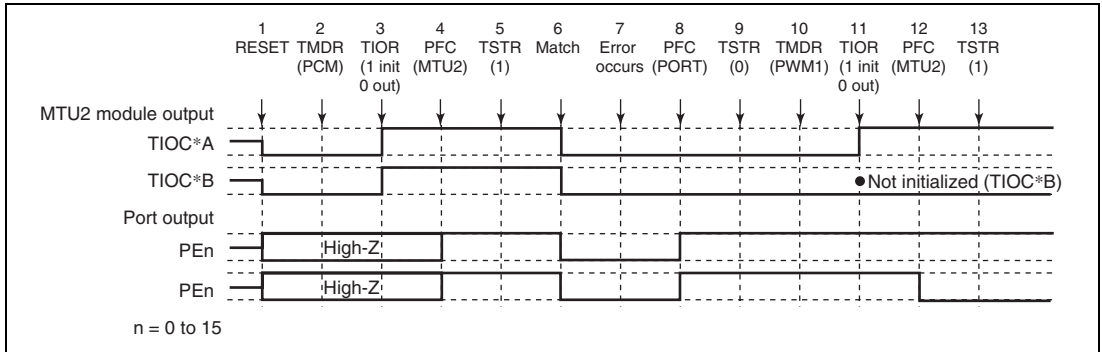 1 2 3 4 5 6 7 8 9 10 11 12 13
RESET TMDR TIOR PFC TSTR Match Error PFC TSTR TMDR TIOR PFC TSTR
(PCM) (1 init (MTU2) (1) occurs (PORT) (0) (PWM1) (1 init (MTU2) (1)
0 out) 0 out)
MTU2 module output
TIOC*A
TIOC*B
●Not initialized (TIOC*B)
Port output
PEn
High-Z
PEn
High-Z
n = 0 to 15